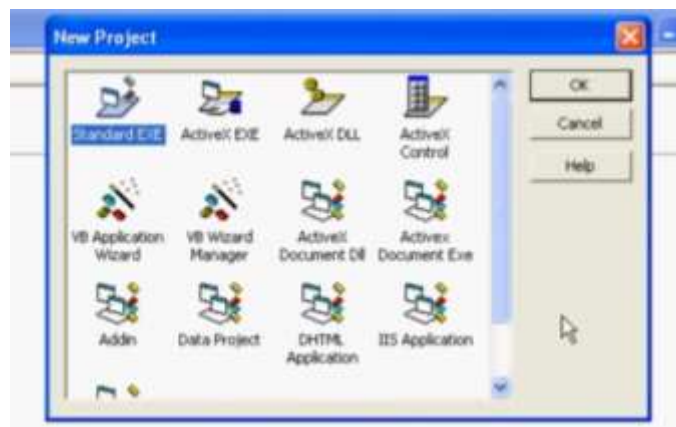 New Project
OK
Cancel
Help
Standard EXE
ActiveX EXE
ActiveX DLL
ActiveX
Control
VB Application
Wizard
VB Wizard
Manager
ActiveX
Document Dll
Activex
Document Exe
Addin
Data Project
DHTML
Application
IIS Application